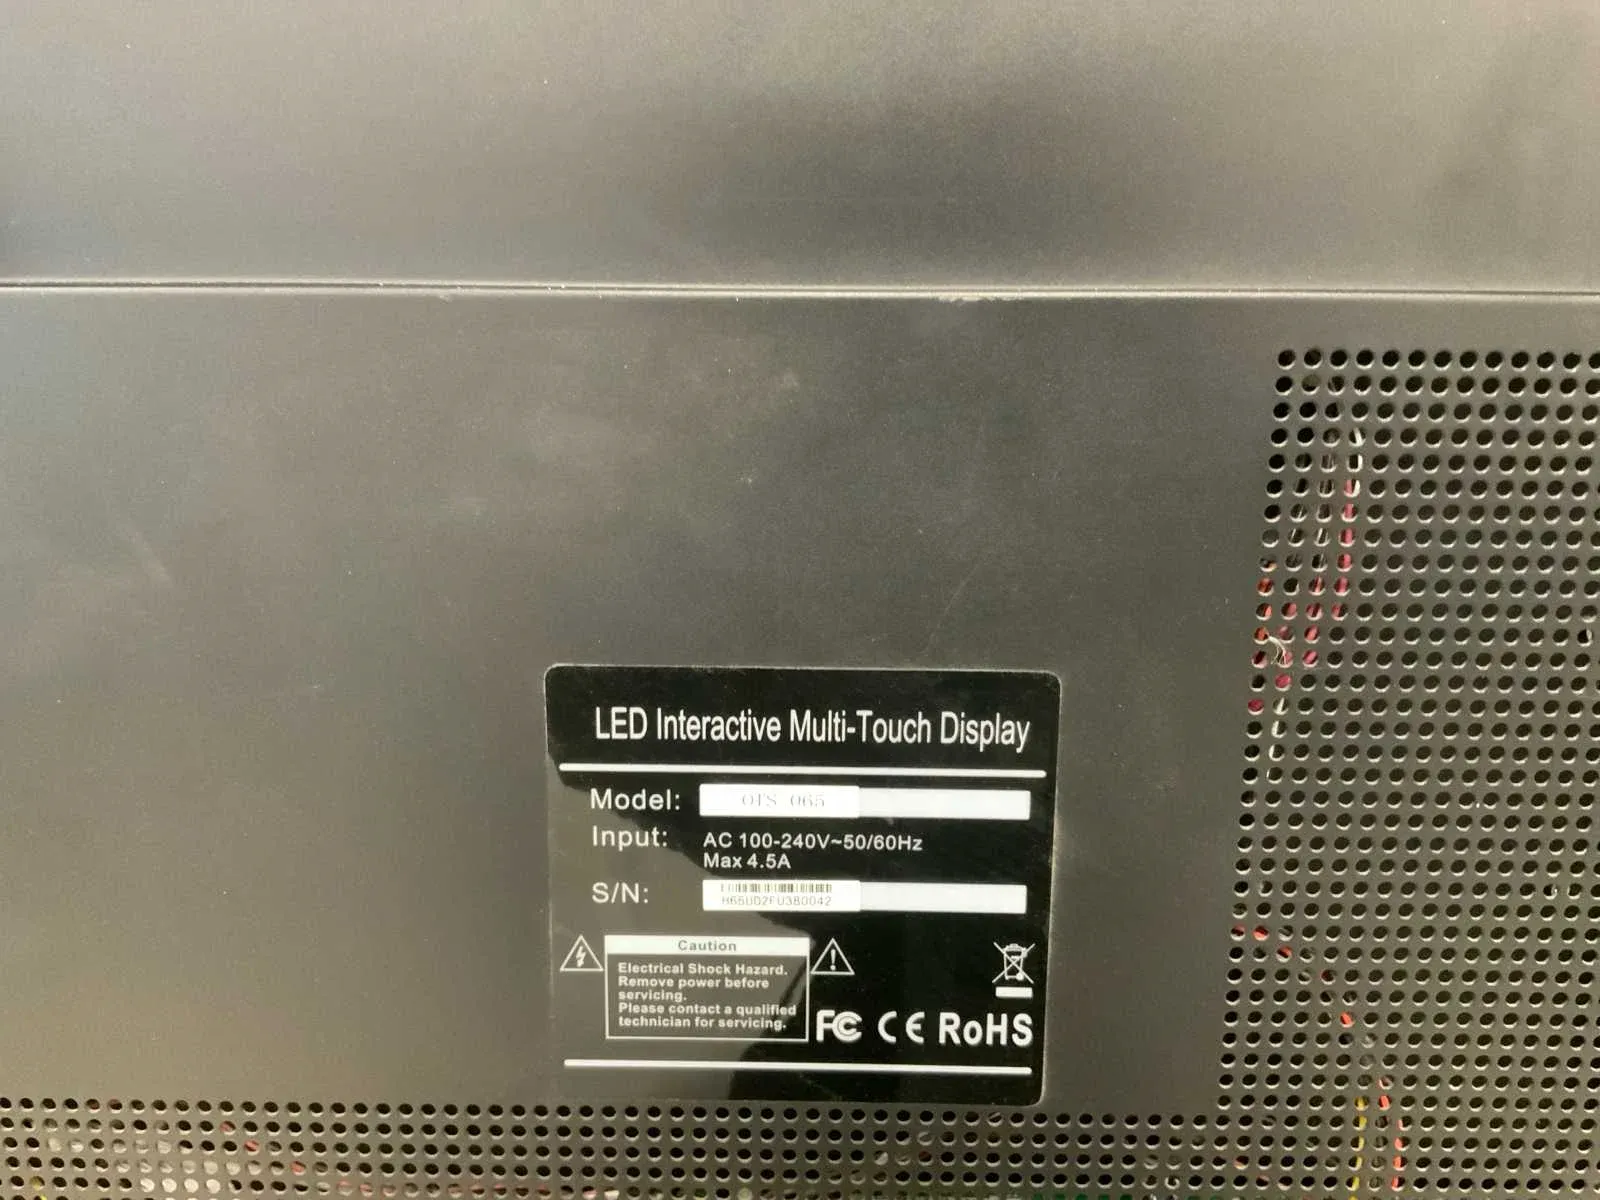 LED Interactive Multi-Touch Display
Model: OTS 065
Input: AC 100-240V~50/60Hz
Max 4.5A
S/N: H65UD2FU380042
Caution
Electrical Shock Hazard.
Remove power before
servicing.
Please contact a qualified
technician for servicing.
FC CE RoHS